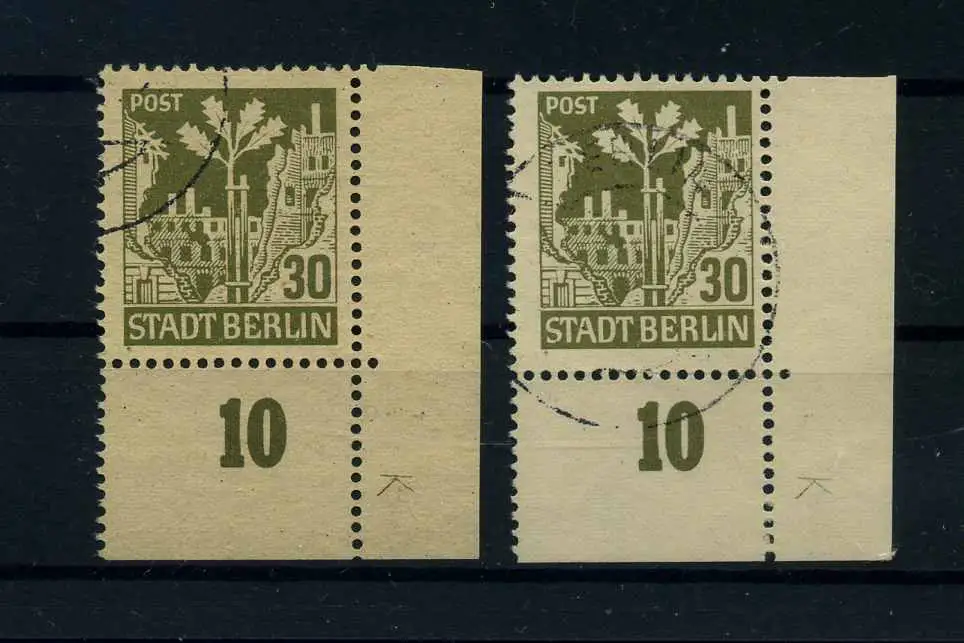 POST
30
STADT BERLIN
10
K
POST
30
STADT BERLIN
10
K